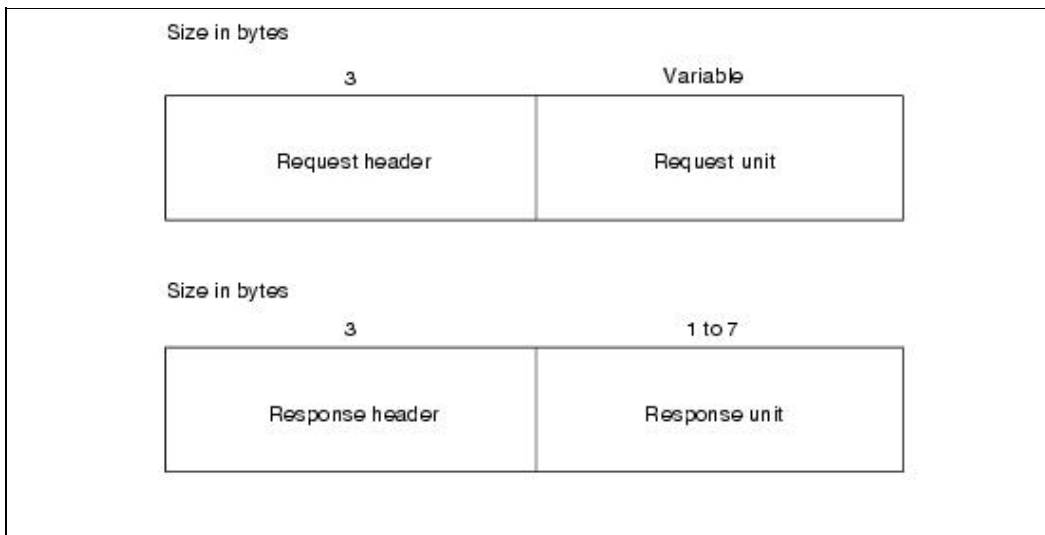 Size in bytes
3 Variable
Request header Request unit
Size in bytes
3 1 to 7
Response header Response unit